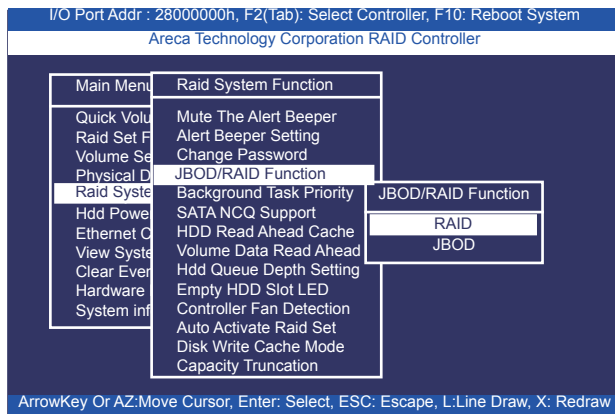 I/O Port Addr : 28000000h, F2(Tab): Select Controller, F10: Reboot System
Areca Technology Corporation RAID Controller
Main Menu
Quick Volu
Raid Set F
Volume Se
Physical D
Raid Syste
Hdd Powe
Ethernet C
View Syste
Clear Even
Hardware
System inf
Raid System Function
Mute The Alert Beeper
Alert Beeper Setting
Change Password
JBOD/RAID Function
Background Task Priority
SATA NCQ Support
HDD Read Ahead Cache
Volume Data Read Ahead
Hdd Queue Depth Setting
Empty HDD Slot LED
Controller Fan Detection
Auto Activate Raid Set
Disk Write Cache Mode
Capacity Truncation
JBOD/RAID Function
RAID
JBOD
ArrowKey Or AZ:Move Cursor, Enter: Select, ESC: Escape, L:Line Draw, X: Redraw